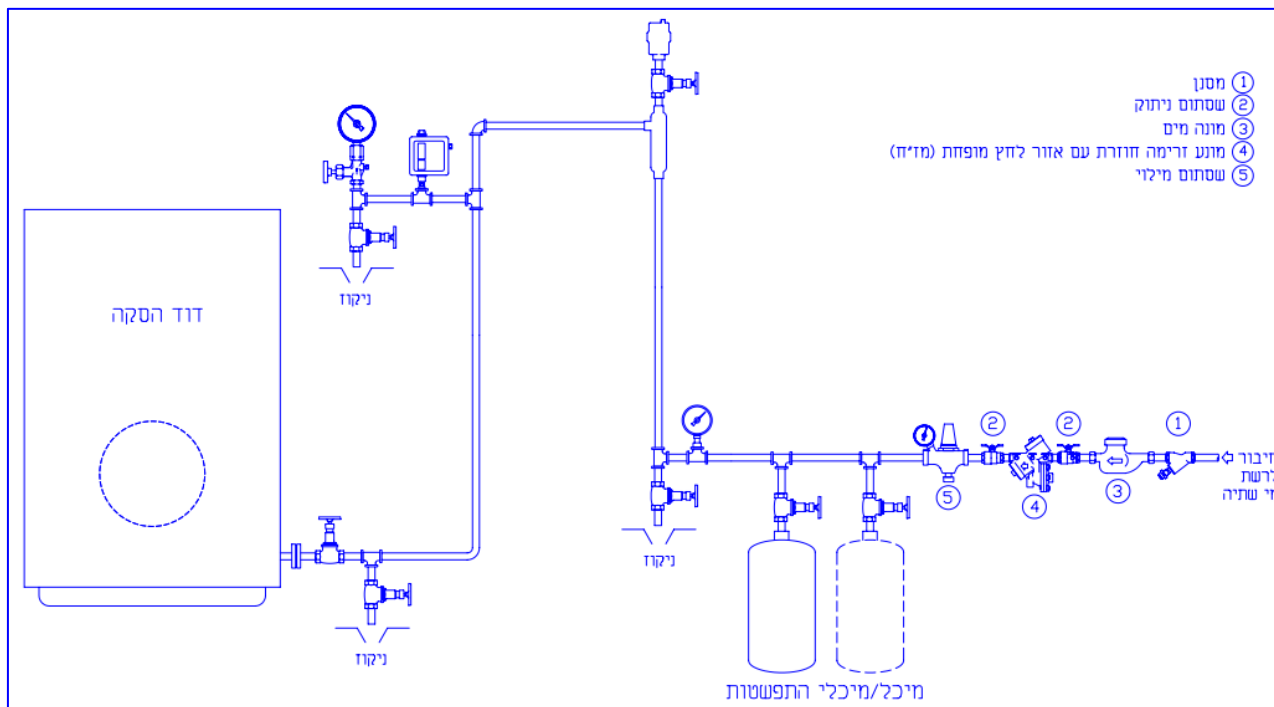 ① מסנן
② שסתום ניתוק
③ מונה מים
④ מונע זרימה חוזרת עם אזור לחץ מופחת (מז"ח)
⑤ שסתום מילוי
ניקוז
דוד הסקה
② ② ①
חיבור
לרשת
מי שתיה
⑤ ④ ③
ניקוז
ניקוז
מיכל/מיכלי התפשטות